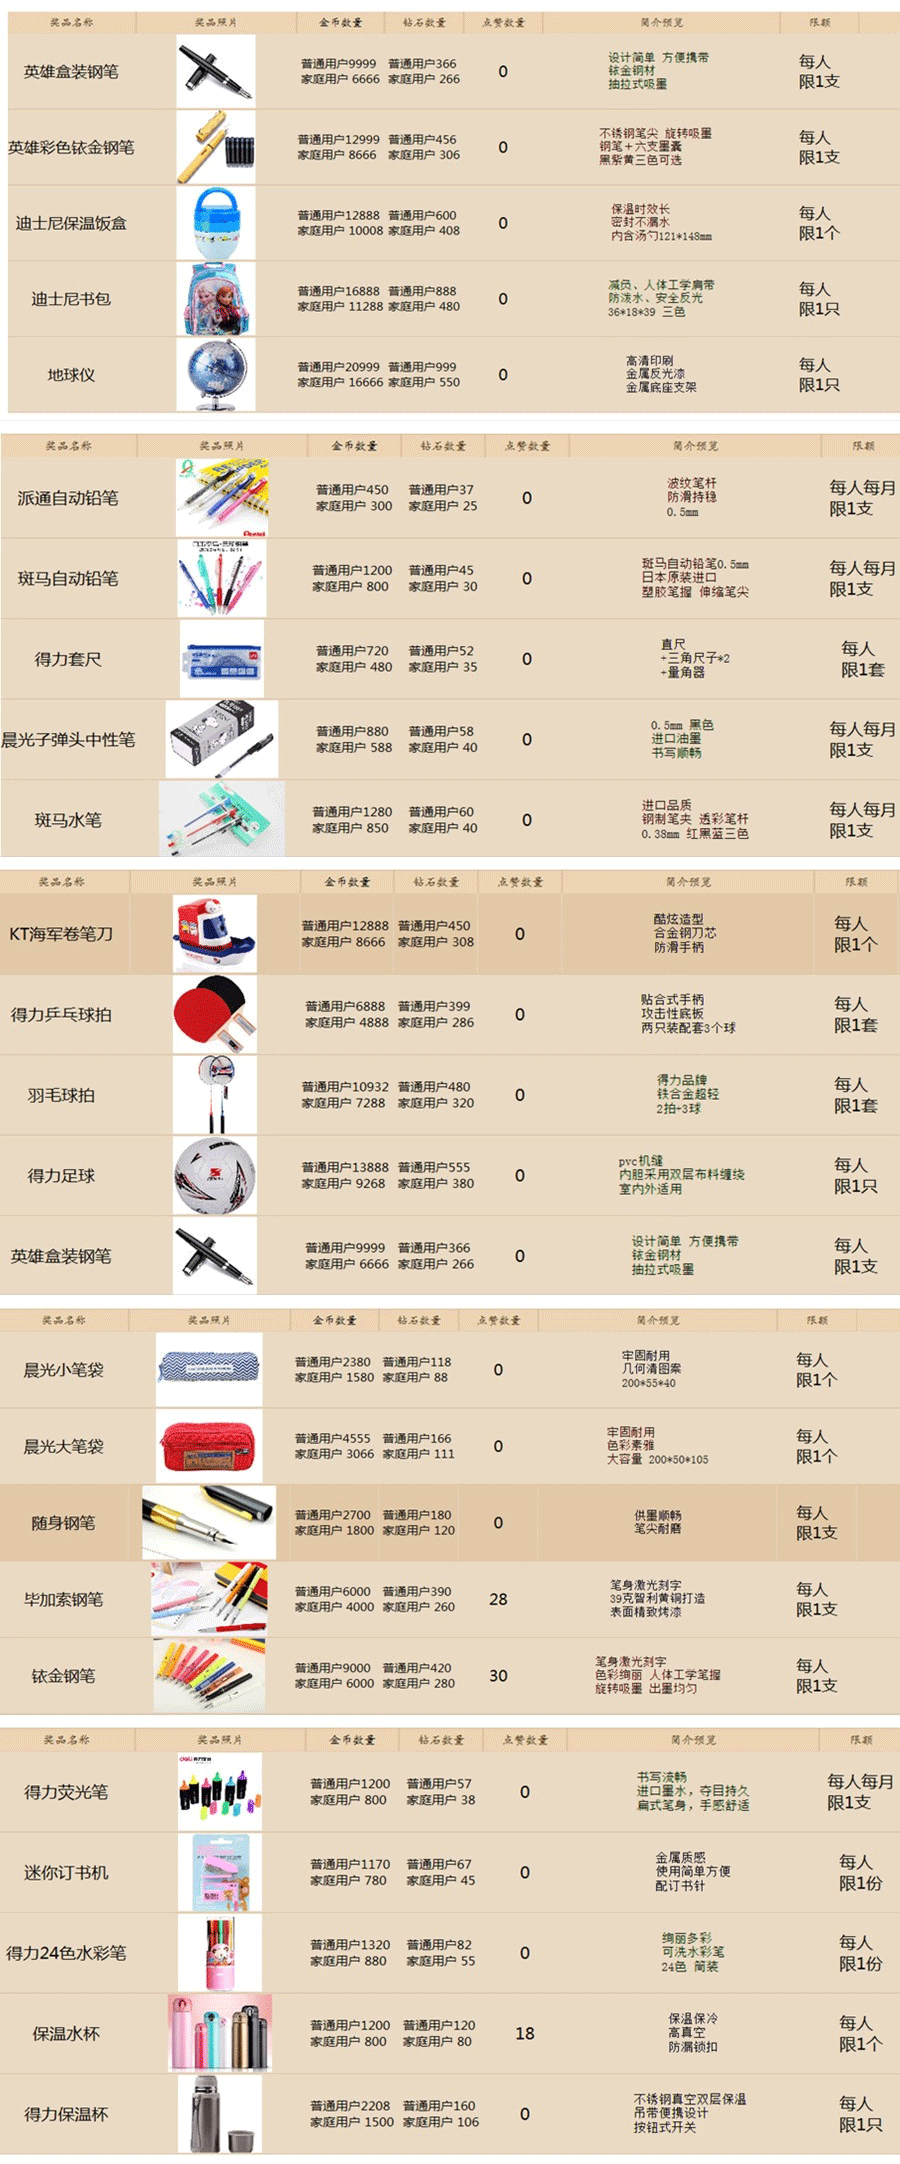 奖品名称 奖品照片 金币数量 钻石数量 点赞数量 简介预览 限额
英雄盒装钢笔 普通用户9999 普通用户366 0 设计简单 方便携带 每人
家庭用户 6666 家庭用户 266 铱金钢材 限1支
抽拉式吸墨
英雄彩色铱金钢笔 普通用户12999 普通用户456 0 不锈钢笔尖 旋转吸墨 每人
家庭用户 8666 家庭用户 306 钢笔+六支墨囊 限1支
黑紫黄三色可选
迪士尼保温饭盒 普通用户12888 普通用户600 0 保温时效长 每人
家庭用户 10008 家庭用户 408 密封不漏水 限1个
内含汤勺121*148mm
迪士尼书包 普通用户16888 普通用户888 0 减负、人体工学肩带 每人
家庭用户 11288 家庭用户 480 防泼水、安全反光 限1只
36*18*39 三色
地球仪 普通用户20999 普通用户999 0 高清印刷 每人
家庭用户 16666 家庭用户 550 金属反光漆 限1只
金属底座支架
奖品名称 奖品照片 金币数量 钻石数量 点赞数量 简介预览 限额
派通自动铅笔 普通用户450 普通用户37 0 波纹笔杆 每人每月
家庭用户 300 家庭用户 25 防滑持稳 限1支
0.5mm
斑马自动铅笔 普通用户1200 普通用户45 0 斑马自动铅笔0.5mm 每人每月
家庭用户 800 家庭用户 30 日本原装进口 限1支
塑胶笔握 伸缩笔尖
得力套尺 普通用户720 普通用户52 0 直尺 每人
家庭用户 480 家庭用户 35 +三角尺子*2 限1套
+量角器
晨光子弹头中性笔 普通用户880 普通用户58 0 0.5mm 黑色 每人每月
家庭用户 588 家庭用户 40 进口油墨 限1支
书写顺畅
斑马水笔 普通用户1280 普通用户60 0 进口品质 每人每月
家庭用户 850 家庭用户 40 钢制笔夹 透彩笔杆 限1支
0.38mm 红黑蓝三色
奖品名称 奖品照片 金币数量 钻石数量 点赞数量 简介预览 限额
KT海军卷笔刀 普通用户12888 普通用户450 0 酷炫造型 每人
家庭用户 8666 家庭用户 308 合金钢刀芯 限1个
防滑手柄
得力乒乓球拍 普通用户6888 普通用户399 0 贴合式手柄 每人
家庭用户 4888 家庭用户 286 攻击性底板 限1套
两只装配套3个球
羽毛球拍 普通用户10932 普通用户480 0 得力品牌 每人
家庭用户 7288 家庭用户 320 铁合金超轻 限1套
2拍+3球
得力足球 普通用户13888 普通用户555 0 pvc机缝 每人
家庭用户 9268 家庭用户 380 内胆采用双层布料缠绕 限1只
室内外适用
英雄盒装钢笔 普通用户9999 普通用户366 0 设计简单 方便携带 每人
家庭用户 6666 家庭用户 266 铱金钢材 限1支
抽拉式吸墨
奖品名称 奖品照片 金币数量 钻石数量 点赞数量 简介预览 限额
晨光小笔袋 普通用户2380 普通用户118 0 牢固耐用 每人
家庭用户 1580 家庭用户 88 几何清图案 限1个
200*55*40
晨光大笔袋 普通用户4555 普通用户166 0 牢固耐用 每人
家庭用户 3066 家庭用户 111 色彩素雅 限1个
大容量 200*50*105
随身钢笔 普通用户2700 普通用户180 0 供墨顺畅 每人
家庭用户 1800 家庭用户 120 笔尖耐磨 限1支
毕加索钢笔 普通用户6000 普通用户390 28 笔身激光刻字 每人
家庭用户 4000 家庭用户 260 39克智利黄铜打造 限1支
表面精致烤漆
铱金钢笔 普通用户9000 普通用户420 30 笔身激光刻字 每人
家庭用户 6000 家庭用户 280 色彩绚丽 人体工学笔握 限1支
旋转吸墨 出墨均匀
奖品名称 奖品照片 金币数量 钻石数量 点赞数量 简介预览 限额
得力荧光笔 普通用户1200 普通用户57 0 书写流畅 每人每月
家庭用户 800 家庭用户 38 进口墨水，夺目持久 限1支
扁式笔身，手感舒适
迷你订书机 普通用户1170 普通用户67 0 金属质感 每人
家庭用户 780 家庭用户 45 使用简单方便 限1份
配订书针
得力24色水彩笔 普通用户1320 普通用户82 0 绚丽多彩 每人
家庭用户 880 家庭用户 55 可洗水彩笔 限1份
24色 简装
保温水杯 普通用户1200 普通用户120 18 保温保冷 每人
家庭用户 800 家庭用户 80 高真空 限1个
防漏锁扣
得力保温杯 普通用户2208 普通用户160 0 不锈钢真空双层保温 每人
家庭用户 1500 家庭用户 106 吊带便携设计 限1只
按钮式开关